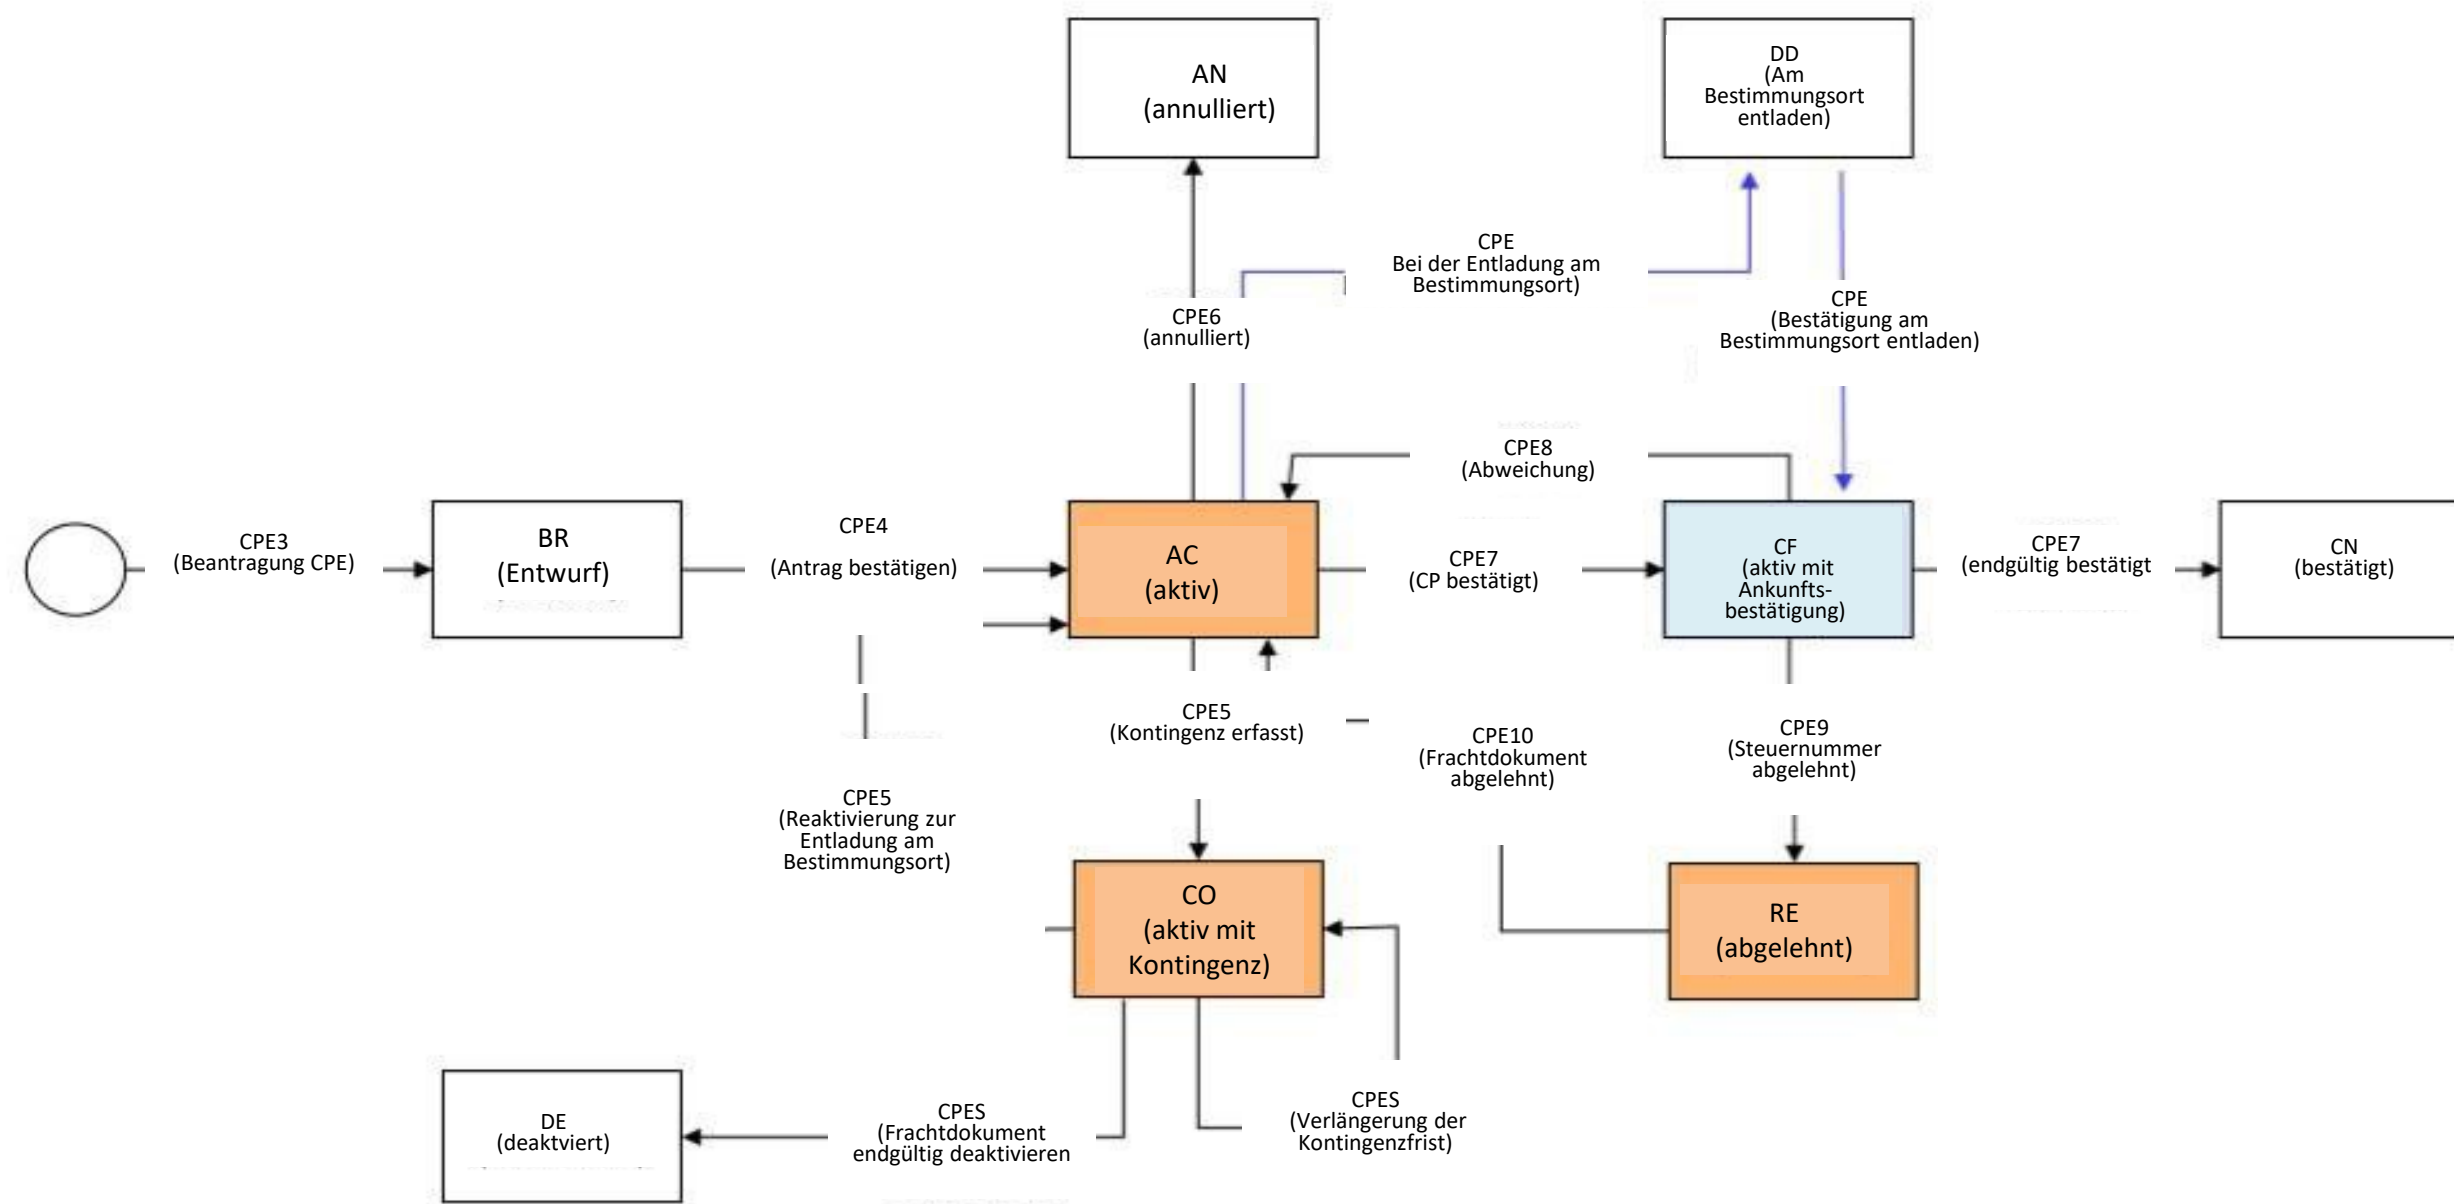 AN
(annulliert)
DD
(Am
Bestimmungsort
entladen)
CPE
Bei der Entladung am
Bestimmungsort)
CPE6
(annulliert)
CPE
(Bestätigung am
Bestimmungsort entladen)
CPE8
(Abweichung)
CPE3
(Beantragung CPE)
BR
(Entwurf)
CPE4
(Antrag bestätigen)
AC
(aktiv)
CPE7
(CP bestätigt)
CF
(aktiv mit
Ankunfts-
bestätigung)
CPE7
(endgültig bestätigt
CN
(bestätigt)
CPE5
(Kontingenz erfasst)
CPE10
(Frachtdokument
abgelehnt)
CPE9
(Steuernummer
abgelehnt)
CPE5
(Reaktivierung zur
Entladung am
Bestimmungsort)
CO
(aktiv mit
Kontingenz)
RE
(abgelehnt)
DE
(deaktviert)
CPES
(Frachtdokument
endgültig deaktivieren
CPES
(Verlängerung der
Kontingenzfrist)